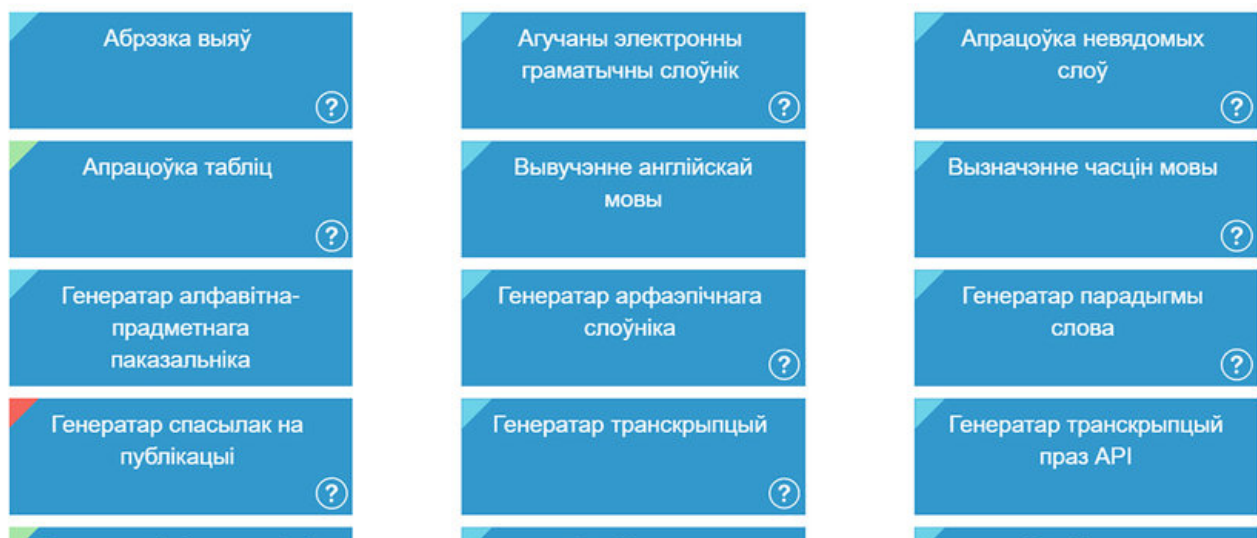 Абрэзка выяў
?
Агучаны электронны
граматычны слоўнік
?
Апрацоўка невядомых
слоў
?
Апрацоўка табліц
?
Вывучэнне англійскай
мовы
Вызначэнне часцін мовы
?
Генератар алфавітна-
прадметнага
паказальніка
Генератар арфаэпічнага
слоўніка
?
Генератар парадыгмы
слова
?
Генератар спасылак на
публікацыі
?
Генератар транскрыпцый
?
Генератар транскрыпцый
праз API